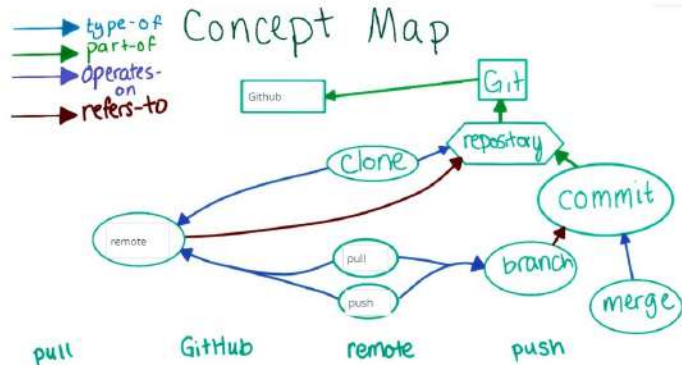 type-of
Concept Map
part-of
operates-
on
refers-to
Git
Github
repository
clone
commit
remote
pull
branch
push
merge
pull GitHub remote push